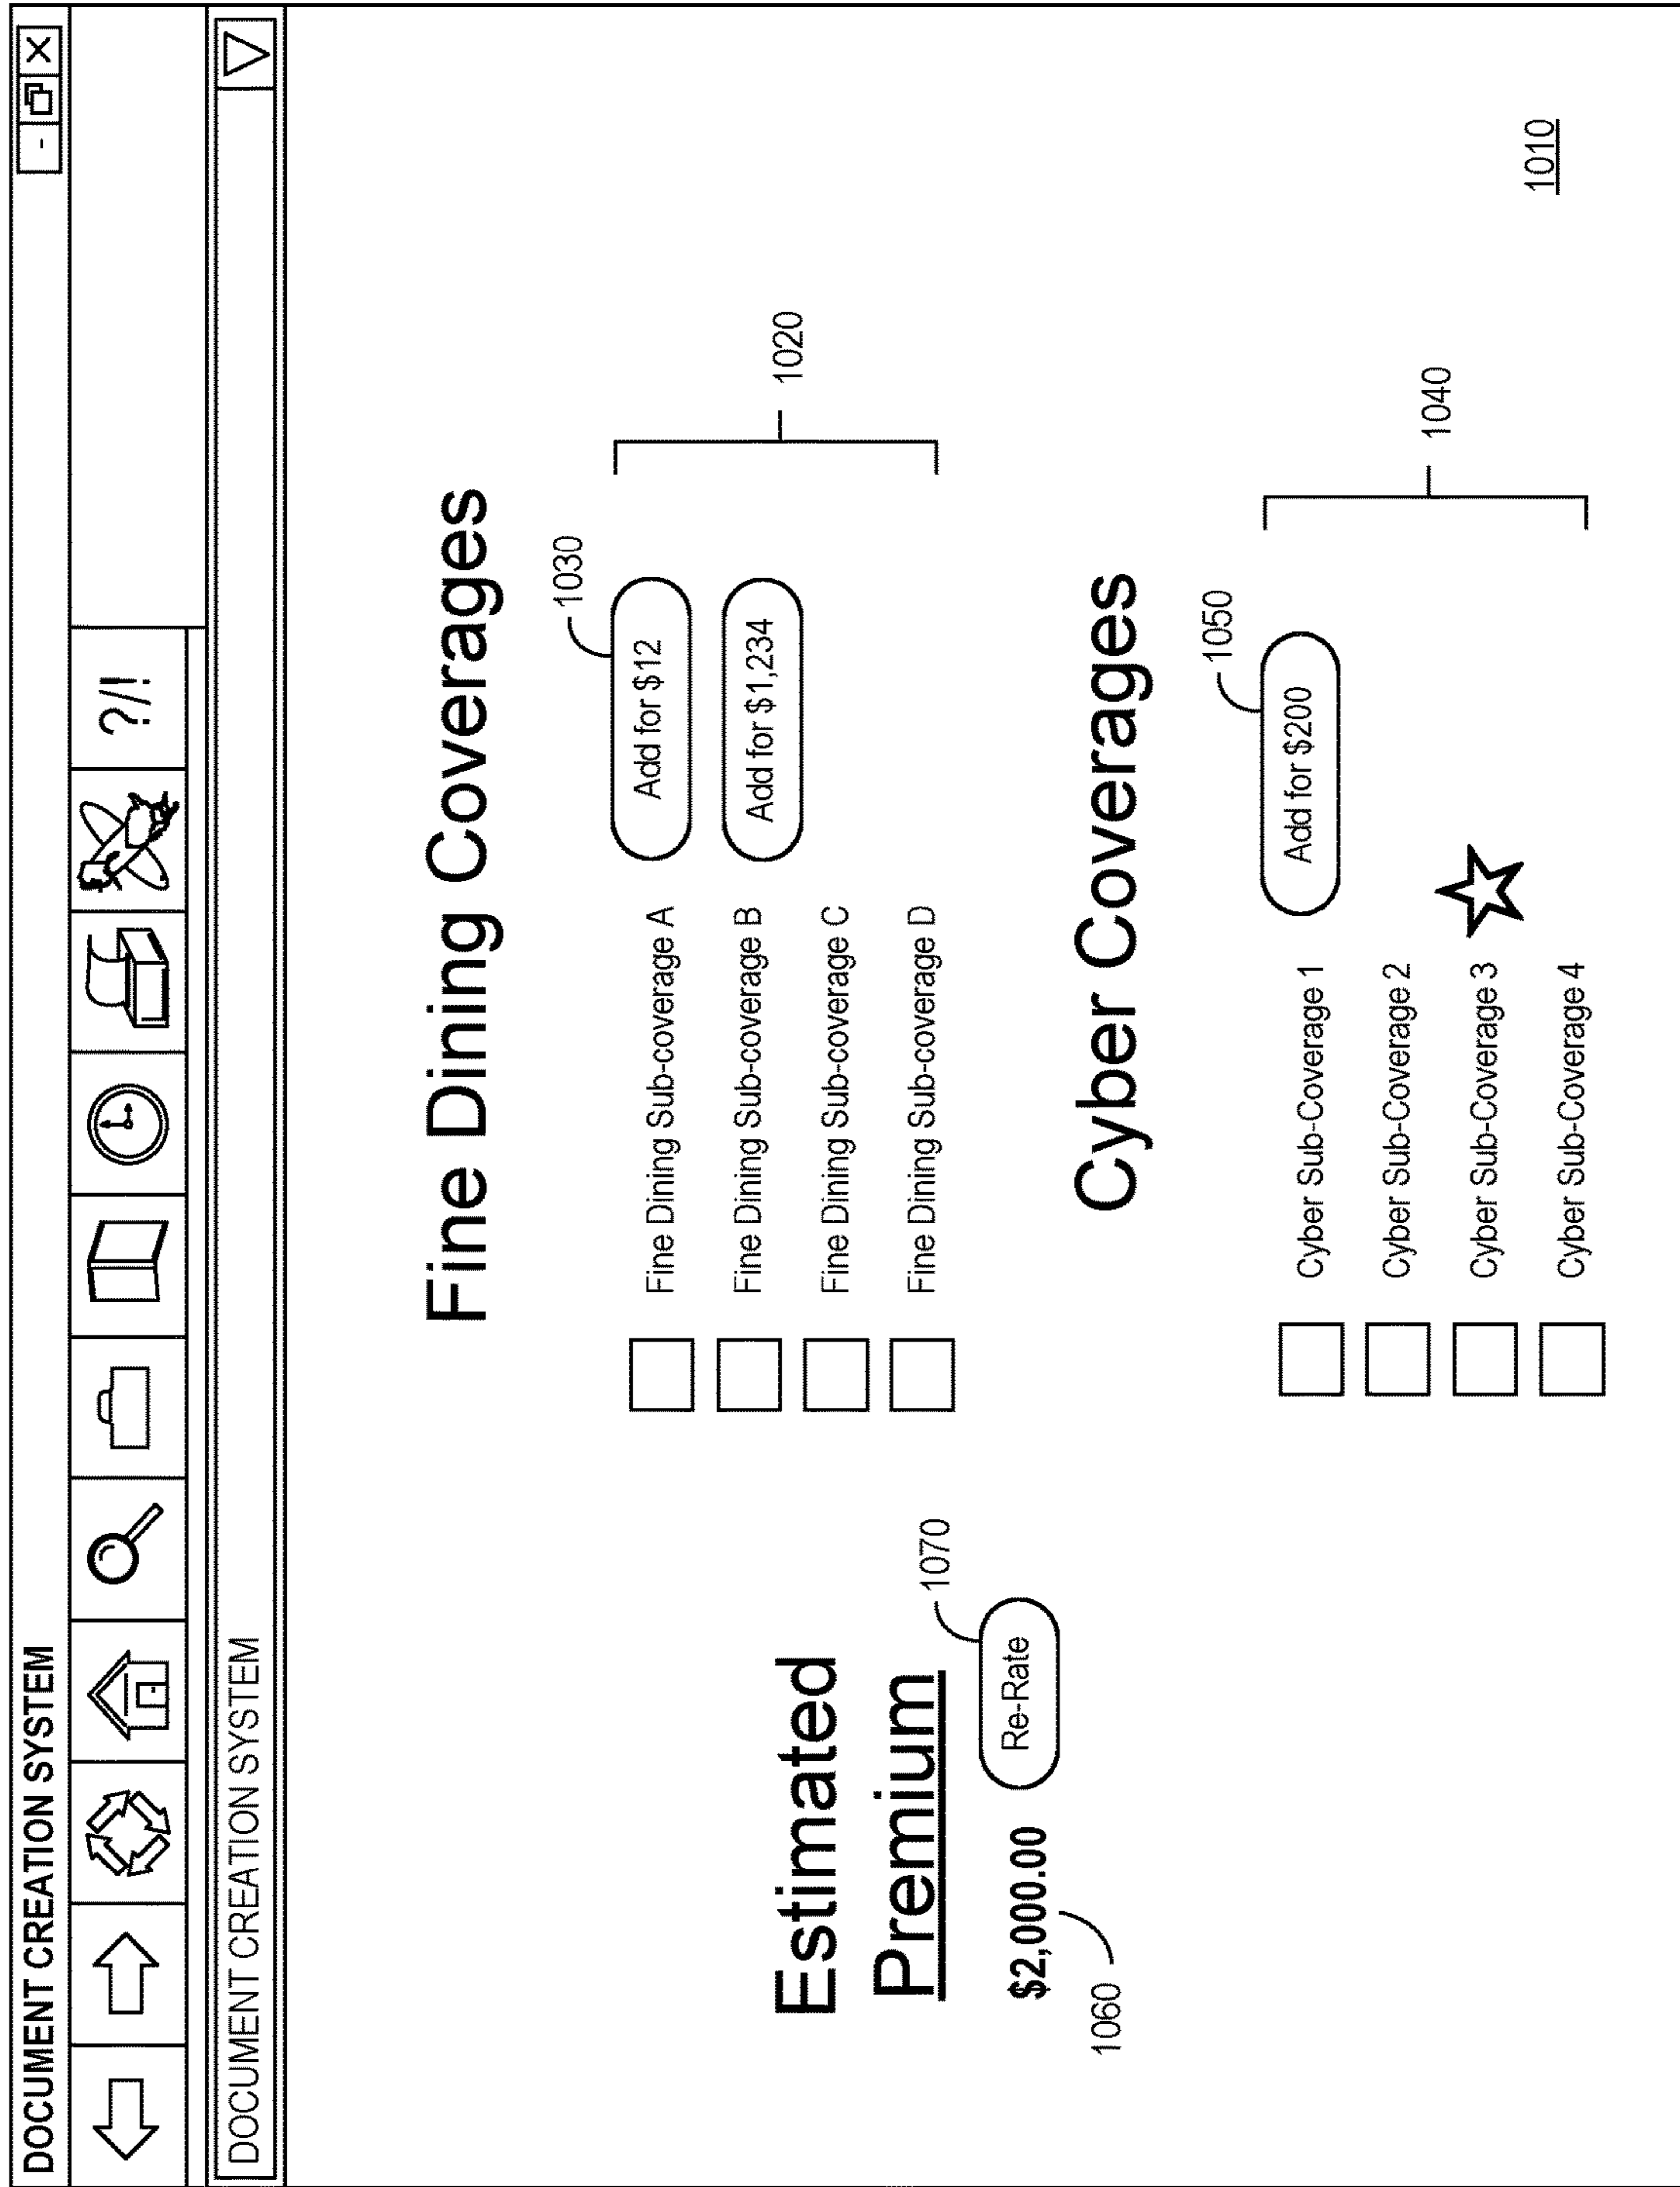 DOCUMENT CREATION SYSTEM
- X
?/!
DOCUMENT CREATION SYSTEM
Fine Dining Coverages
1030
Fine Dining Sub-coverage A Add for $12
Fine Dining Sub-coverage B Add for $1,234
Fine Dining Sub-coverage C
Fine Dining Sub-coverage D
1020
Estimated
Premium
1070
$2,000.00 Re-Rate
1060
Cyber Coverages
1050
Cyber Sub-Coverage 1 Add for $200
Cyber Sub-Coverage 2
Cyber Sub-Coverage 3
Cyber Sub-Coverage 4
1040
1010